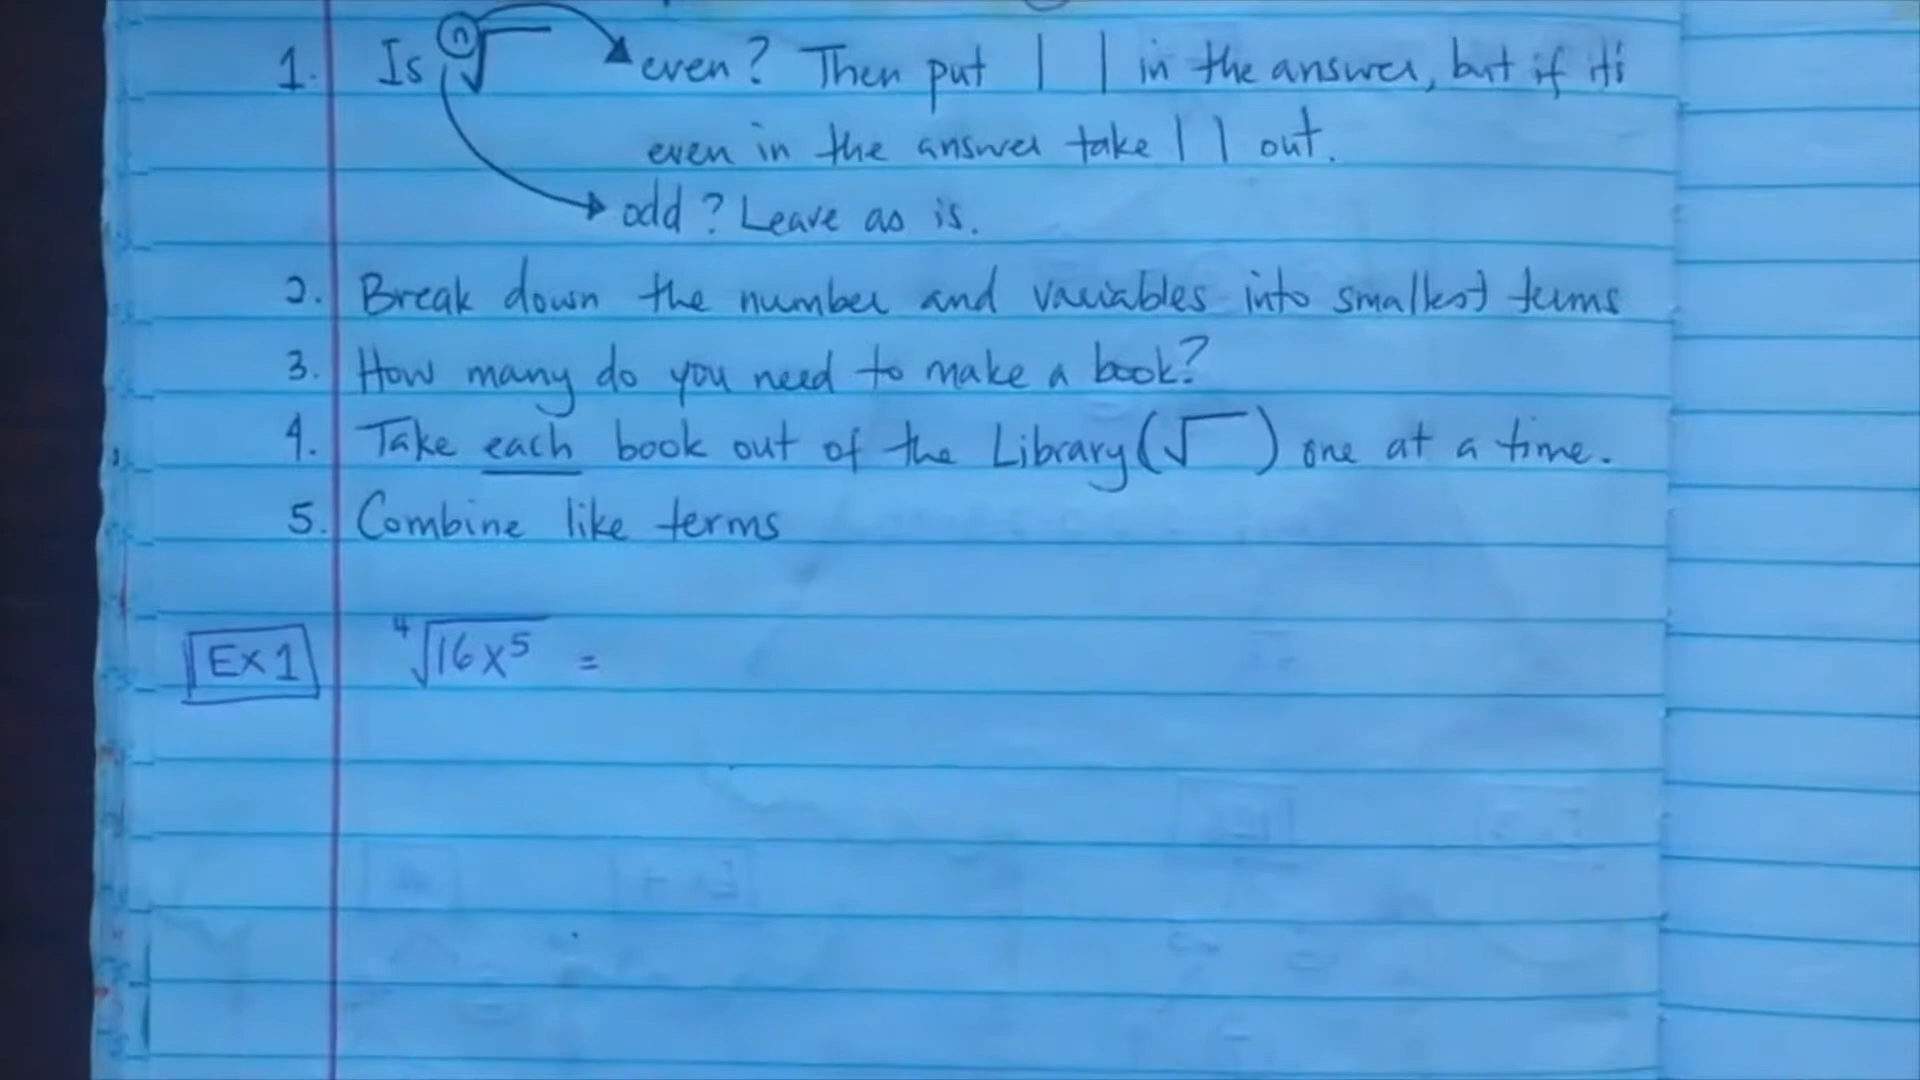 1. Is ⁿ√ even? Then put | | in the answer, but if it's
even in the answer take | | out.
odd? Leave as is.
2. Break down the number and variables into smallest terms
3. How many do you need to make a book?
4. Take each book out of the Library (√ ) one at a time.
5. Combine like terms
Ex 1 ⁴√16x⁵ =